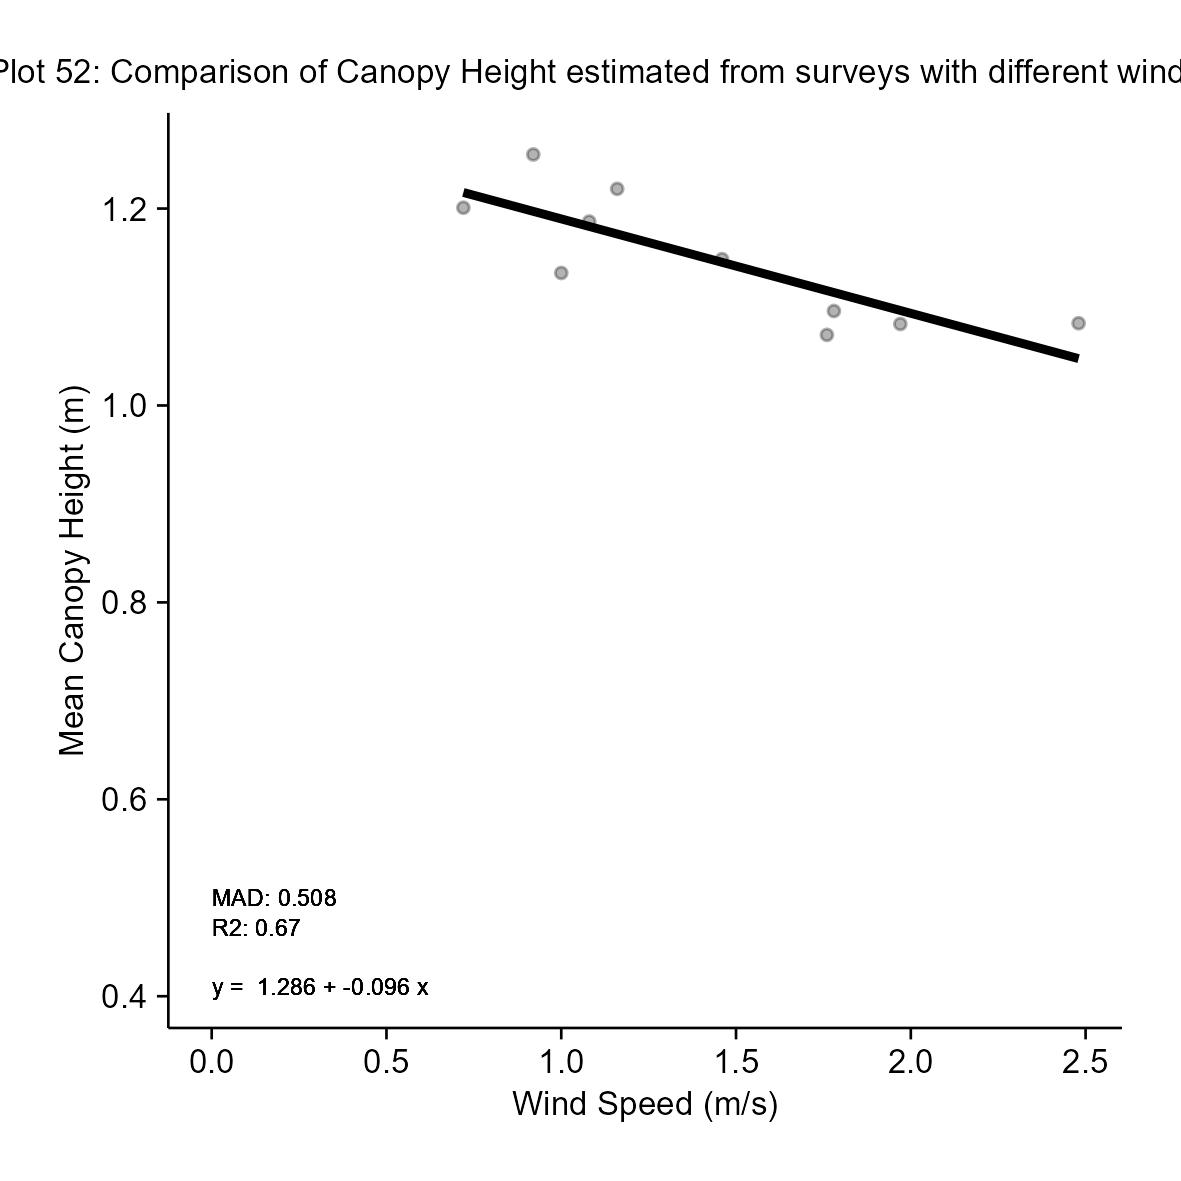 Plot 52: Comparison of Canopy Height estimated from surveys with different wind
1.2
1.0
0.8
0.6
0.4
Mean Canopy Height (m)
MAD: 0.508
R2: 0.67
y = 1.286 + -0.096 x
0.0 0.5 1.0 1.5 2.0 2.5
Wind Speed (m/s)